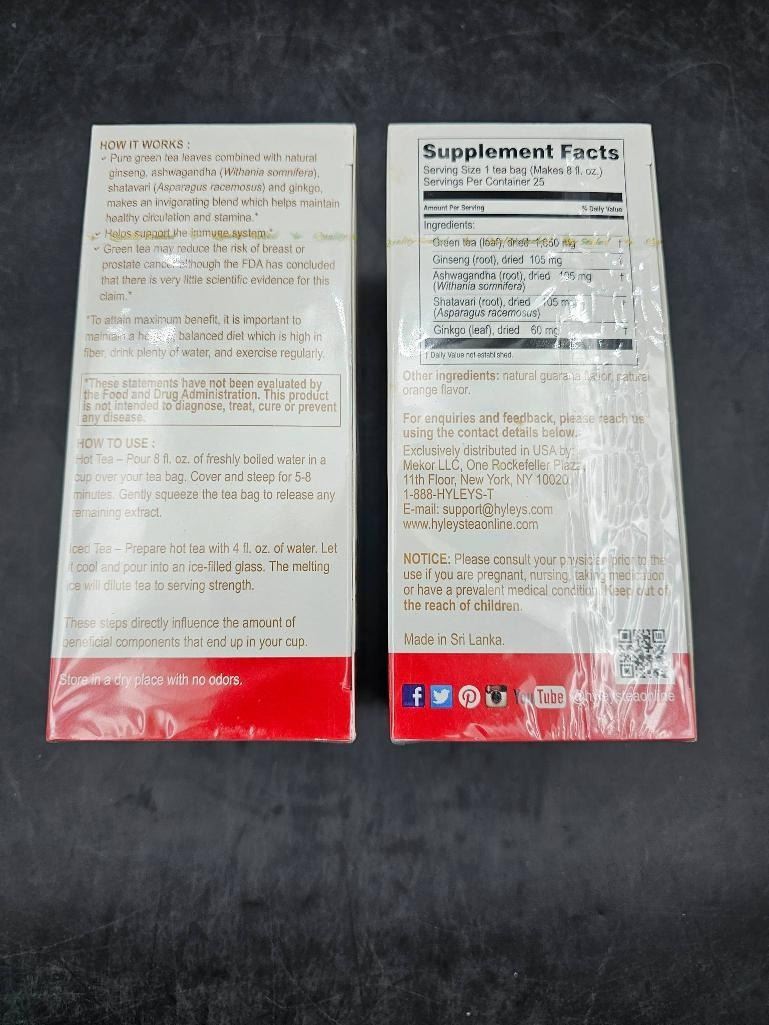 HOW IT WORKS :
✓ Pure green tea leaves combined with natural
ginseng, ashwagandha (Withania somnifera),
shatavari (Asparagus racemosus) and ginkgo,
makes an invigorating blend which helps maintain
healthy circulation and stamina.*
✓ Helps support the immune system.*
✓ Green tea may reduce the risk of breast or
prostate cancer although the FDA has concluded
that there is very little scientific evidence for this
claim.*
*To attain maximum benefit, it is important to
maintain a healthy, balanced diet which is high in
fiber, drink plenty of water, and exercise regularly.
*These statements have not been evaluated by
the Food and Drug Administration. This product
is not intended to diagnose, treat, cure or prevent
any disease.
HOW TO USE :
Hot Tea – Pour 8 fl. oz. of freshly boiled water in a
cup over your tea bag. Cover and steep for 5-8
minutes. Gently squeeze the tea bag to release any
remaining extract.
Iced Tea – Prepare hot tea with 4 fl. oz. of water. Let
it cool and pour into an ice-filled glass. The melting
ice will dilute tea to serving strength.
These steps directly influence the amount of
beneficial components that end up in your cup.
Store in a dry place with no odors.
Supplement Facts
Serving Size 1 tea bag (Makes 8 fl. oz.)
Servings Per Container 25
Amount Per Serving % Daily Value
Ingredients:
Green tea (leaf), dried 1,650 mg †
Ginseng (root), dried 105 mg †
Ashwagandha (root), dried 105 mg †
(Withania somnifera)
Shatavari (root), dried 105 mg †
(Asparagus racemosus)
Ginkgo (leaf), dried 60 mg †
† Daily Value not established.
Other ingredients: natural guarana flavor, natural
orange flavor.
For enquiries and feedback, please reach us
using the contact details below.
Exclusively distributed in USA by:
Mekor LLC, One Rockefeller Plaza,
11th Floor, New York, NY 10020
1-888-HYLEYS-T
E-mail: support@hyleys.com
www.hyleysteaonline.com
NOTICE: Please consult your physician prior to the
use if you are pregnant, nursing, taking medication
or have a prevalent medical condition. Keep out of
the reach of children.
Made in Sri Lanka.
YouTube @hyleysteaonline